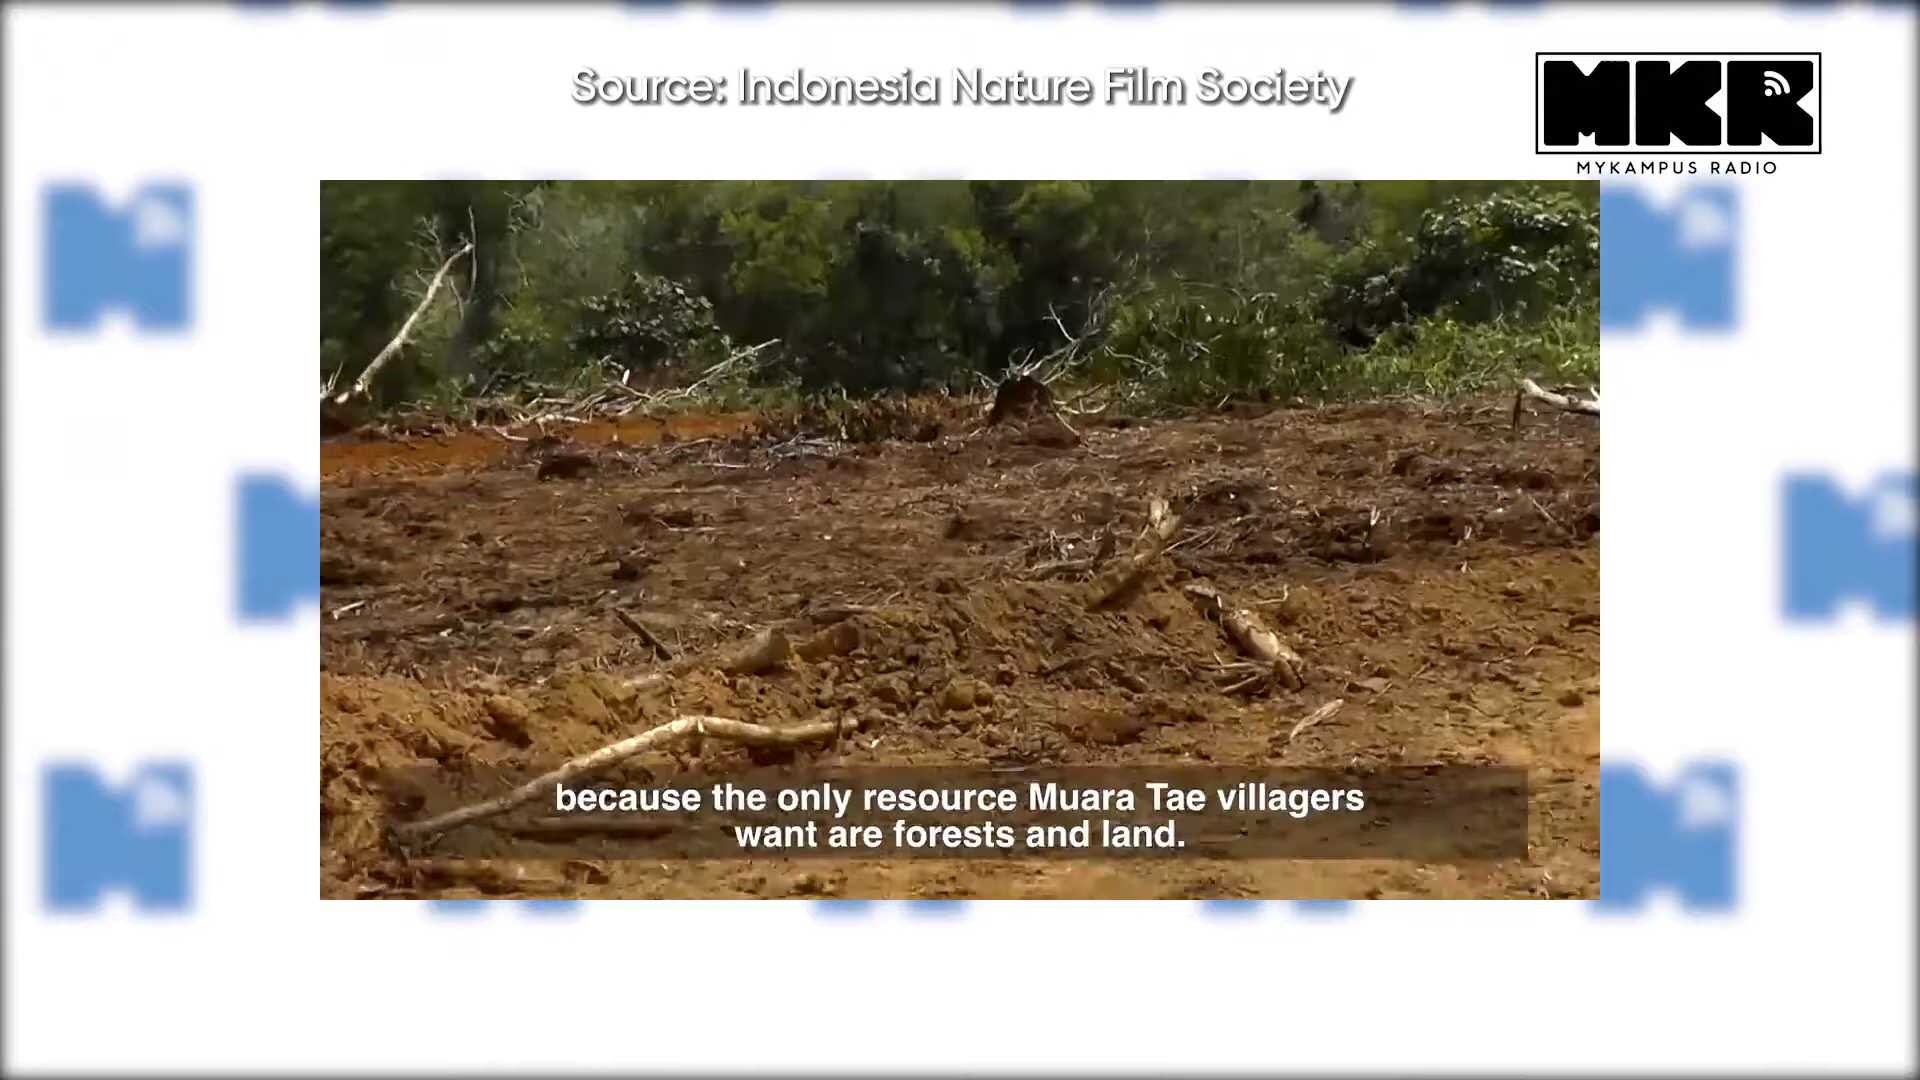 Source: Indonesia Nature Film Society
MKR
MYKAMPUS RADIO
because the only resource Muara Tae villagers
want are forests and land.